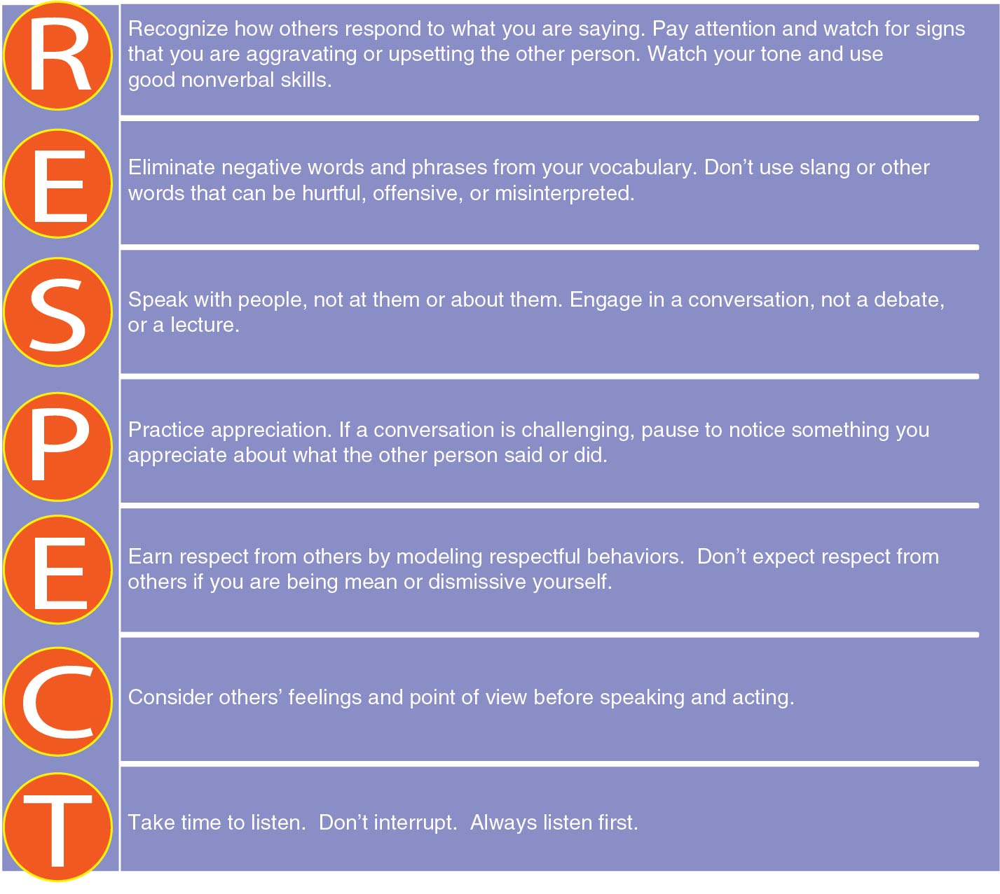 R
Recognize how others respond to what you are saying. Pay attention and watch for signs
that you are aggravating or upsetting the other person. Watch your tone and use
good nonverbal skills.
E
Eliminate negative words and phrases from your vocabulary. Don’t use slang or other
words that can be hurtful, offensive, or misinterpreted.
S
Speak with people, not at them or about them. Engage in a conversation, not a debate,
or a lecture.
P
Practice appreciation. If a conversation is challenging, pause to notice something you
appreciate about what the other person said or did.
E
Earn respect from others by modeling respectful behaviors.  Don’t expect respect from
others if you are being mean or dismissive yourself.
C
Consider others’ feelings and point of view before speaking and acting.
T
Take time to listen.  Don’t interrupt.  Always listen first.